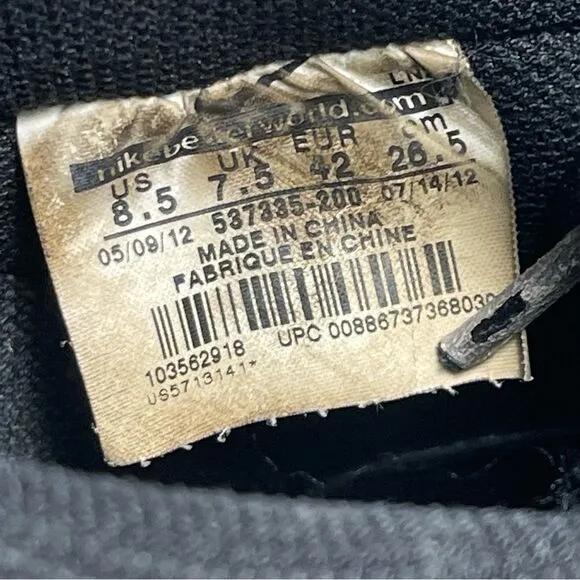 LN
nikebetterworld.com
US UK EUR cm
8.5 7.5 42 26.5
05/09/12 537335-200 07/14/12
MADE IN CHINA
FABRIQUE EN CHINE
103562918 UPC 00886737368030
US5713141*